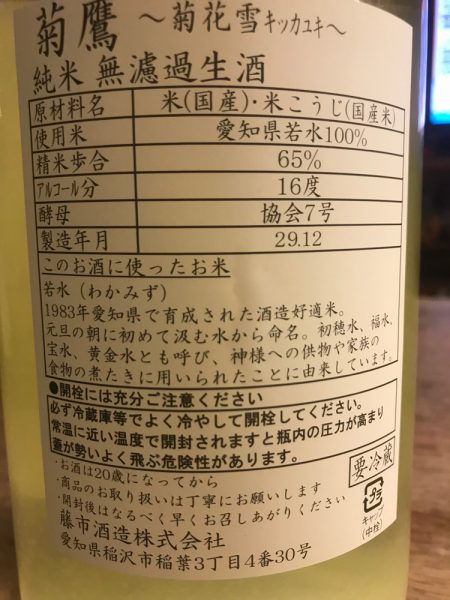 菊鷹 〜菊花雪キッカユキ〜
純米 無濾過生酒
原材料名 米(国産)・米こうじ(国産米)
使用米 愛知県若水100%
精米歩合 65%
アルコール分 16度
酵母 協会7号
製造年月 29.12
このお酒に使ったお米
若水(わかみず)
1983年愛知県で育成された酒造好適米。
元旦の朝に初めて汲む水から命名。初穂水、福水、
宝水、黄金水とも呼び、神様への供物や家族の
食物の煮たきに用いられたことに由来しています。
●開栓には充分ご注意ください
必ず冷蔵庫等でよく冷やして開栓してください。
常温に近い温度で開封されますと瓶内の圧力が高まり
蓋が勢いよく飛ぶ危険性があります。
・お酒は20歳になってから
・商品のお取り扱いは丁寧にお願いします
・開封後はなるべく早くお召しあがりください
要冷蔵
プラ
キャップ
(中栓)
藤市酒造株式会社
愛知県稲沢市稲葉3丁目4番30号